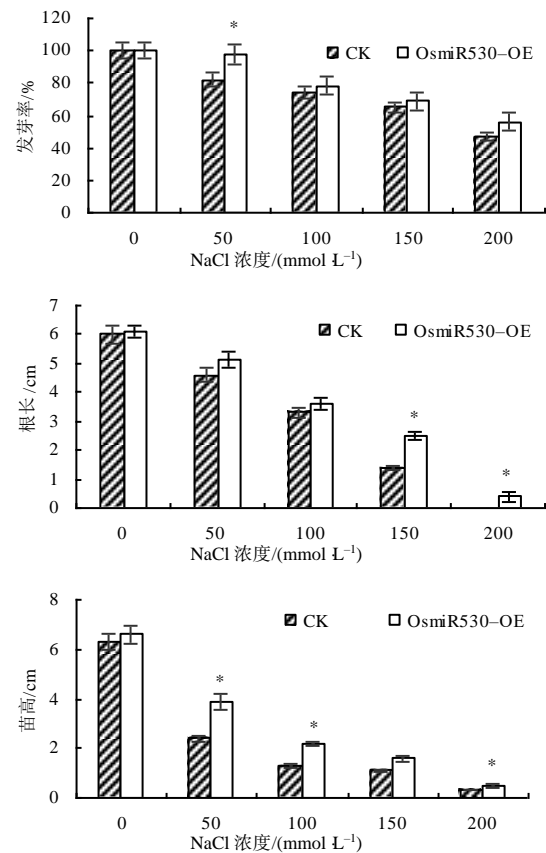 120
100
80
60
40
20
0
发芽率/%
*
CK OsmiR530–OE
0 50 100 150 200
NaCl 浓度/(mmol·L⁻¹)
7
6
5
4
3
2
1
0
根长/cm
CK OsmiR530–OE
*
*
0 50 100 150 200
NaCl 浓度/(mmol·L⁻¹)
8
6
4
2
0
苗高/cm
CK OsmiR530–OE
*
*
*
0 50 100 150 200
NaCl 浓度/(mmol·L⁻¹)